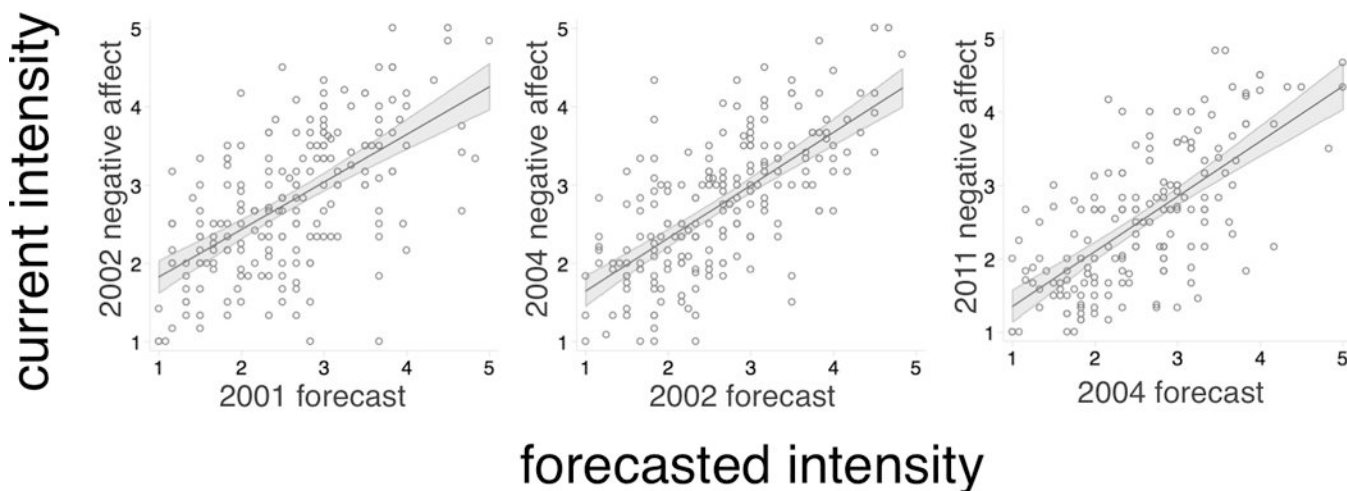 current intensity
2002 negative affect
5
4
3
2
1
1 2 3 4 5
2001 forecast
2004 negative affect
5
4
3
2
1
1 2 3 4 5
2002 forecast
2011 negative affect
5
4
3
2
1
1 2 3 4 5
2004 forecast
forecasted intensity